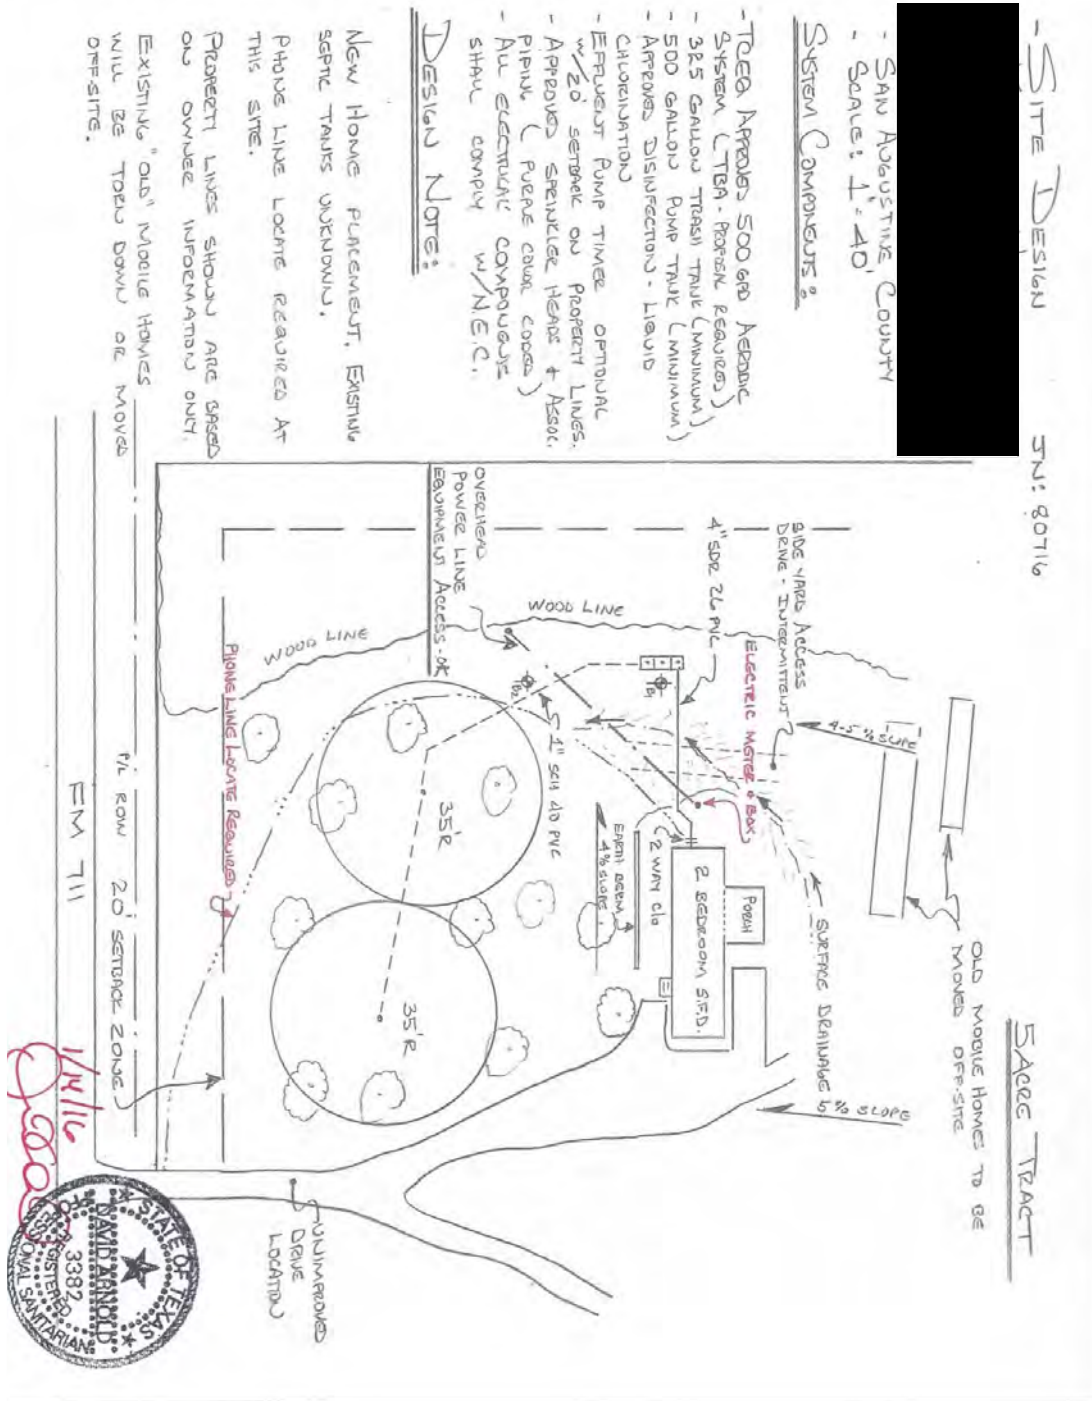 - SITE DESIGN
JN: 80716
- SAN AUGUSTINE COUNTY
- SCALE: 1" = 40'
SYSTEM COMPONENTS:
- TCEQ APPROVED 500 GPD AEROBIC
SYSTEM (TBA - PROPOSAL REQUIRED)
- 325 GALLON TRASH TANK (MINIMUM)
- 500 GALLON PUMP TANK (MINIMUM)
- APPROVED DISINFECTION - LIQUID
CHLORINATION
- EFFLUENT PUMP TIMER OPTIONAL
W/20' SETBACK ON PROPERTY LINES.
- APPROVED SPRINKLER HEADS & ASSOC.
PIPING (PURPLE COLOR CODED)
- ALL ELECTRICAL COMPONENTS
SHALL COMPLY W/N.E.C.
DESIGN NOTE:
NEW HOME PLACEMENT. EXISTING
SEPTIC TANKS UNKNOWN.
PHONE LINE LOCATE REQUIRED AT
THIS SITE.
PROPERTY LINES SHOWN ARE BASED
ON OWNER INFORMATION ONLY.
EXISTING "OLD" MOBILE HOMES
WILL BE TORN DOWN OR MOVED
OFF-SITE.
5 ACRE TRACT
OLD MOBILE HOMES TO BE
MOVED OFF-SITE
4-5% SLOPE
SIDE YARD ACCESS
DRIVE - INTERMITTENT
ELECTRIC METER & BOX
4" SDR 26 PVC
SURFACE DRAINAGE
5% SLOPE
PORCH
2 BEDROOM S.F.D.
2 WAY C/O
EARTH BERM
4% SLOPE
B1
B2
1" SCH 40 PVC
WOOD LINE
WOOD LINE
OVERHEAD
POWER LINE
EQUIPMENT ACCESS - OK
35'R
35'R
PHONE LINE LOCATE REQUIRED
UNIMPROVED
DRIVE
LOCATION
P/L ROW 20' SETBACK ZONE
FM 711
1/14/16
STATE OF TEXAS
DAVID ARNOLD
3382
REGISTERED
PROFESSIONAL SANITARIAN